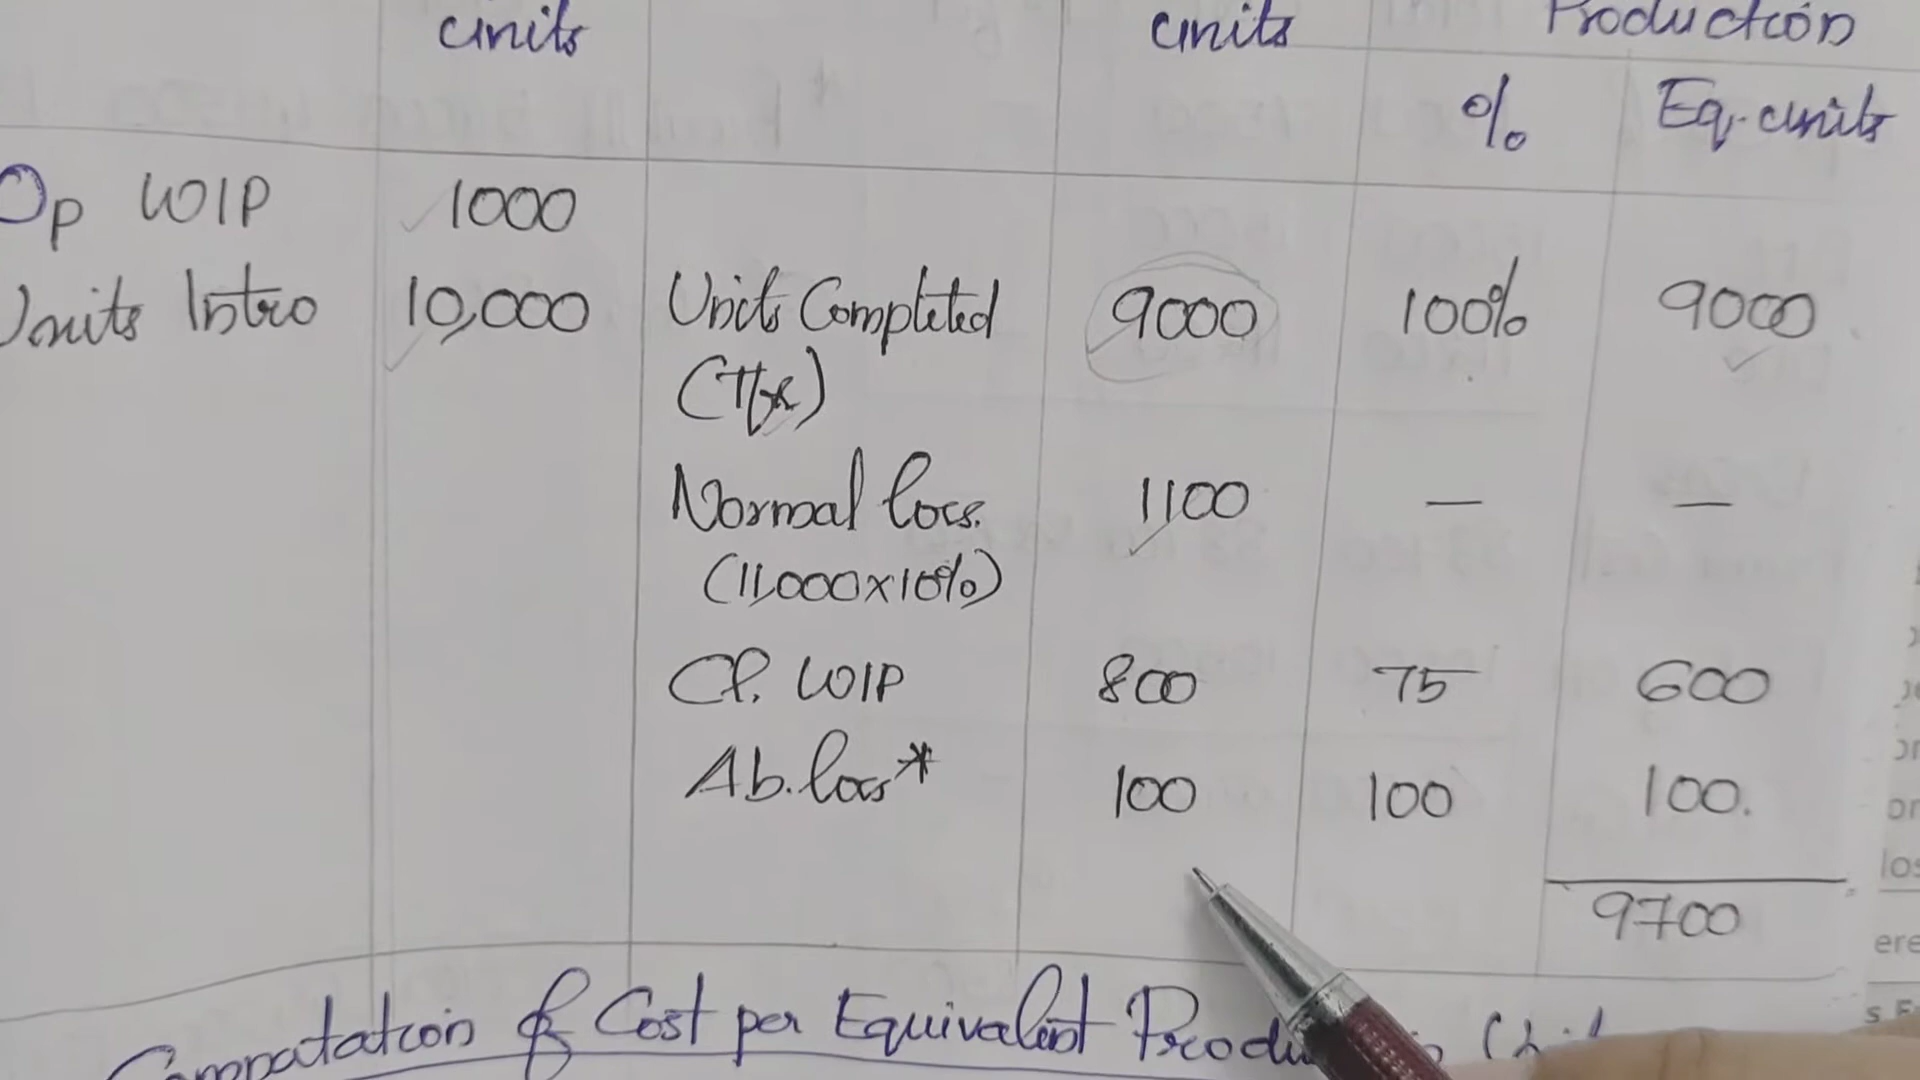 units units Production
% Eq. units
Op WIP 1000
Units Intro 10,000 Units Completed 9000 100% 9000
(Tfr)
Normal loss. 1100 — —
(11,000x10%)
Cl. WIP 800 75 600
Ab. loss* 100 100 100.
9700
Computation of Cost per Equivalent